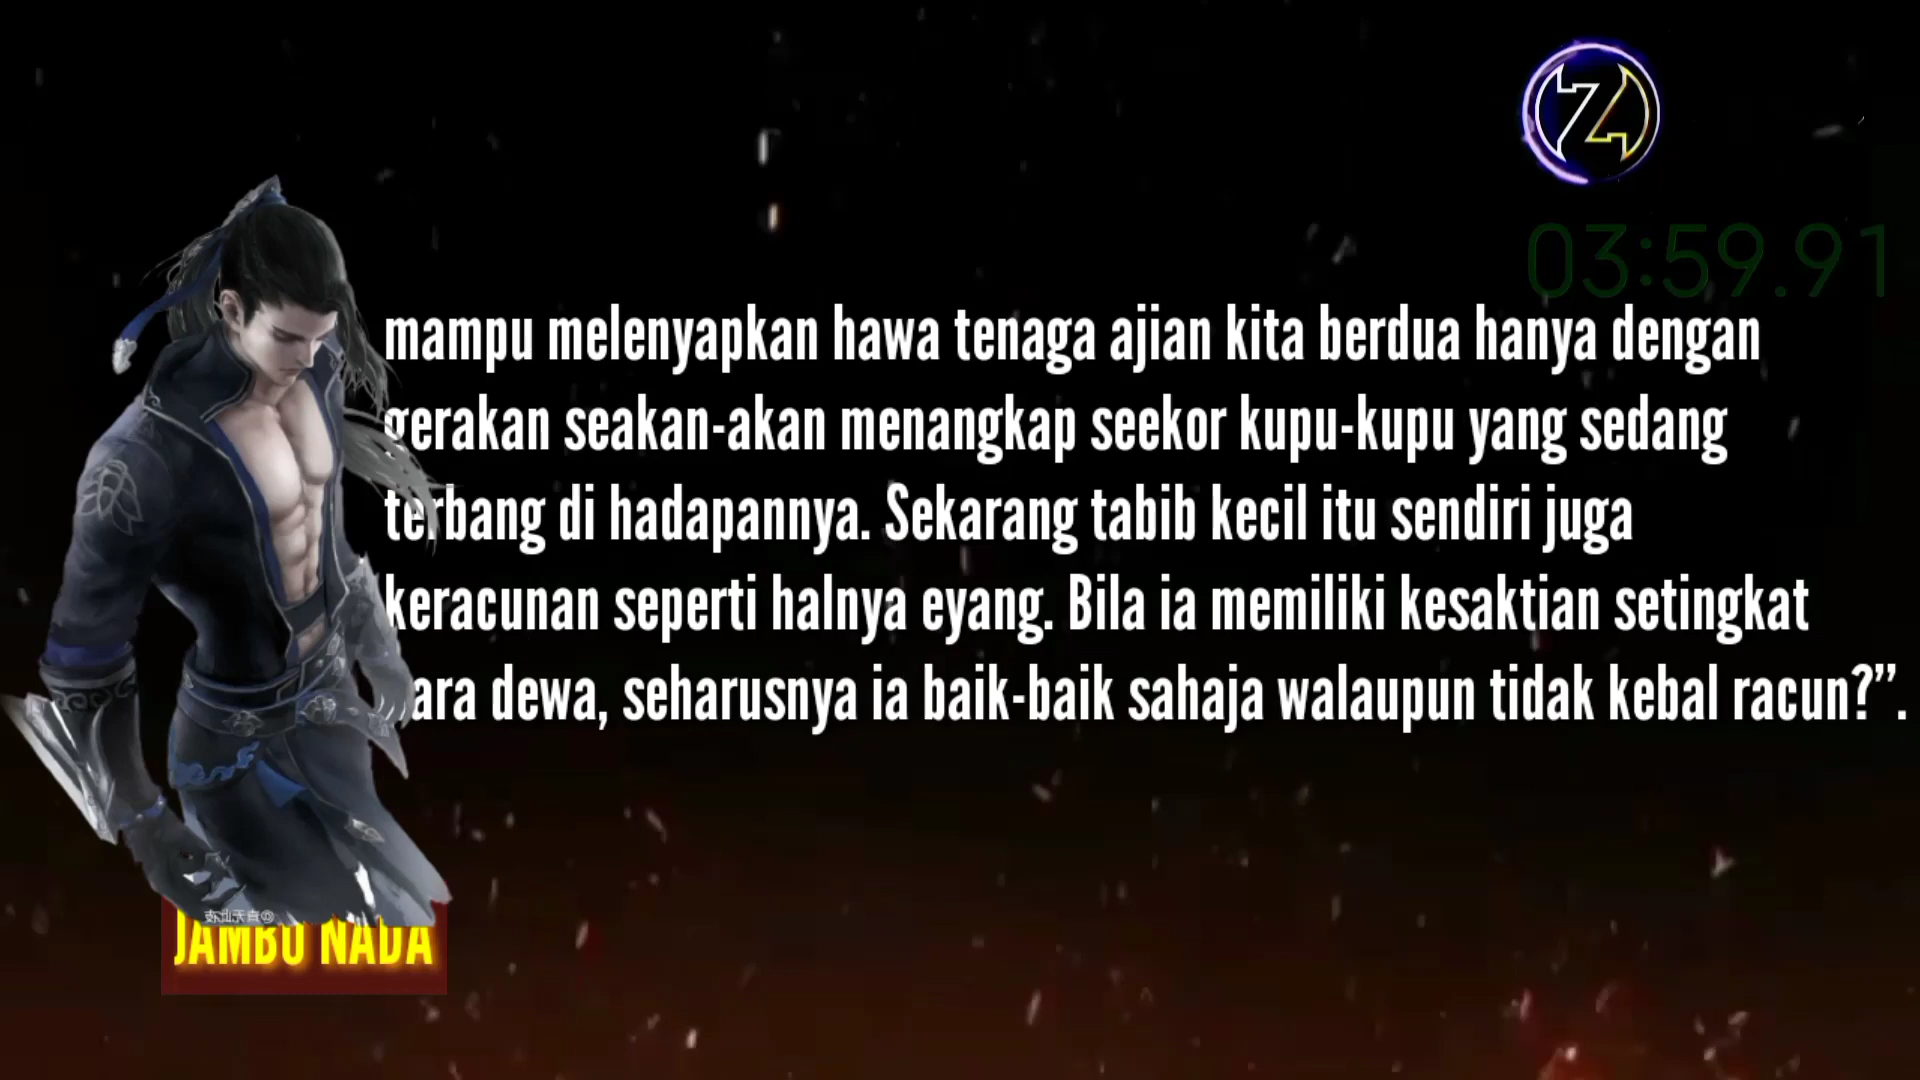 03:59.91
mampu melenyapkan hawa tenaga ajian kita berdua hanya dengan
gerakan seakan-akan menangkap seekor kupu-kupu yang sedang
terbang di hadapannya. Sekarang tabib kecil itu sendiri juga
keracunan seperti halnya eyang. Bila ia memiliki kesaktian setingkat
para dewa, seharusnya ia baik-baik sahaja walaupun tidak kebal racun?”.
JAMBU NADA